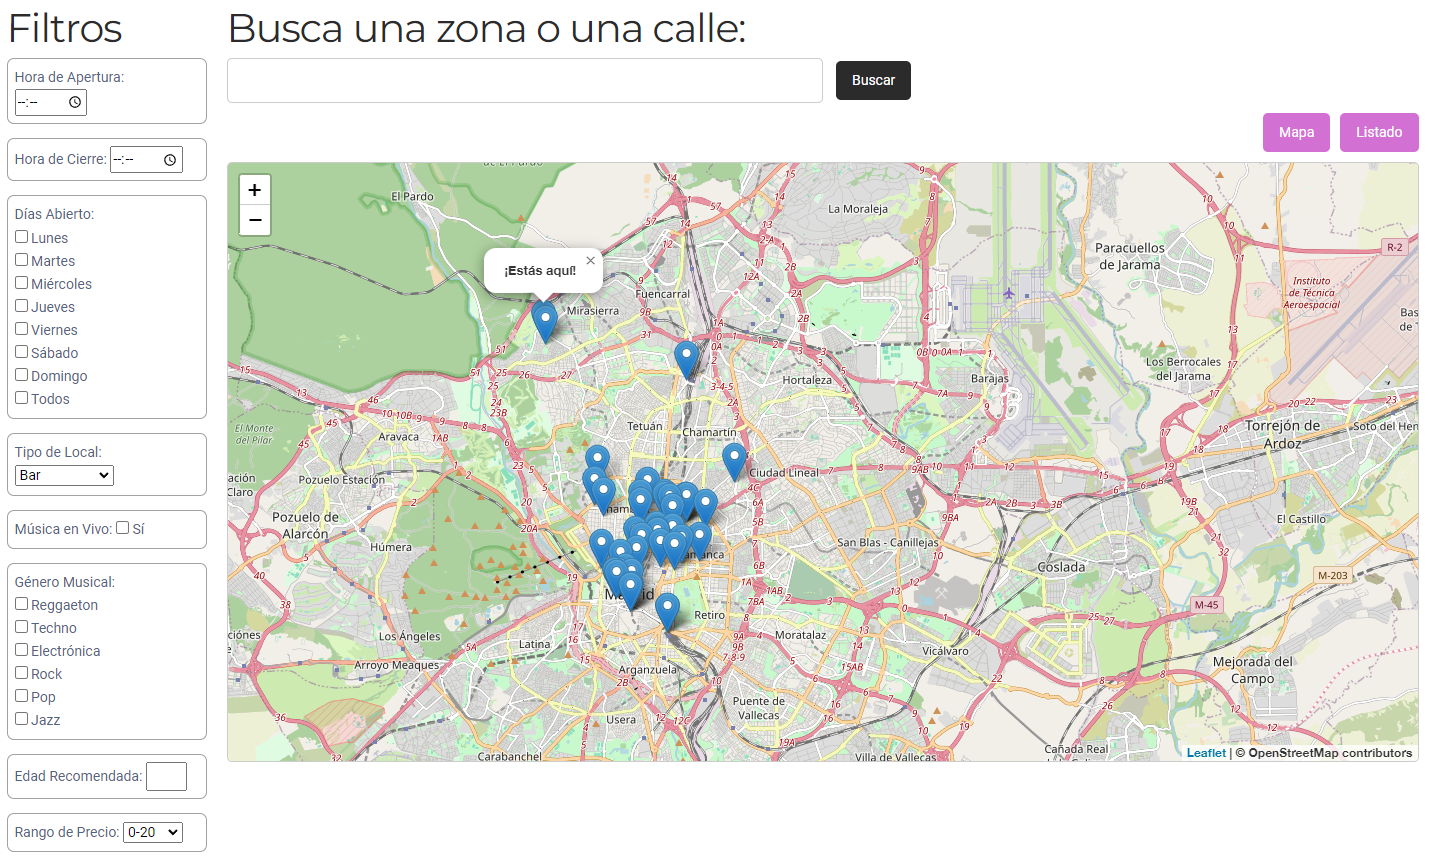 Filtros
Busca una zona o una calle:
Hora de Apertura:
--:--
Buscar
Mapa
Listado
Hora de Cierre: --:--
Días Abierto:
Lunes
Martes
Miércoles
Jueves
Viernes
Sábado
Domingo
Todos
Tipo de Local:
Bar
Música en Vivo: Sí
Género Musical:
Reggaeton
Techno
Electrónica
Rock
Pop
Jazz
Edad Recomendada:
Rango de Precio: 0-20
+
−
¡Estás aquí!
×
El Pardo
La Moraleja
Paracuellos
de Jarama
R-2
Instituto
de Técnica
Aeroespacial
Fuencarral
Mirasierra
Hortaleza
Barajas
Los Berrocales
del Jarama
El Monte
del Pilar
Aravaca
Tetuán
Chamartín
Torrejón de
Ardoz
Soto del Hen
Pozuelo Estación
Ciudad Lineal
Pozuelo de
Alarcón
El Castillo
Húmera
San Blas - Canillejas
Coslada
M-203
M-45
Retiro
Los Ángeles
Latina
Moratalaz
Vicálvaro
Arroyo Meaques
Arganzuela
Mejorada del
Campo
Puente de
Vallecas
Usera
Carabanchel
Villa de Vallecas
Cañada Real
Leaflet | © OpenStreetMap contributors